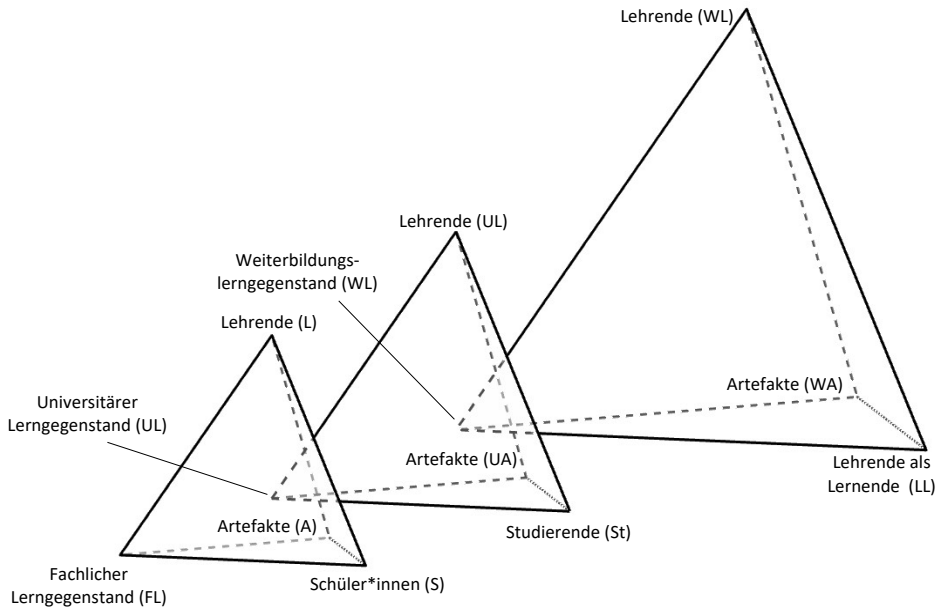 Lehrende (WL)
Lehrende (UL)
Weiterbildungs-
lerngegenstand (WL)
Lehrende (L)
Universitärer
Lerngegenstand (UL)
Artefakte (WA)
Artefakte (UA)
Lehrende als
Lernende (LL)
Artefakte (A)
Studierende (St)
Fachlicher
Lerngegenstand (FL)
Schüler*innen (S)